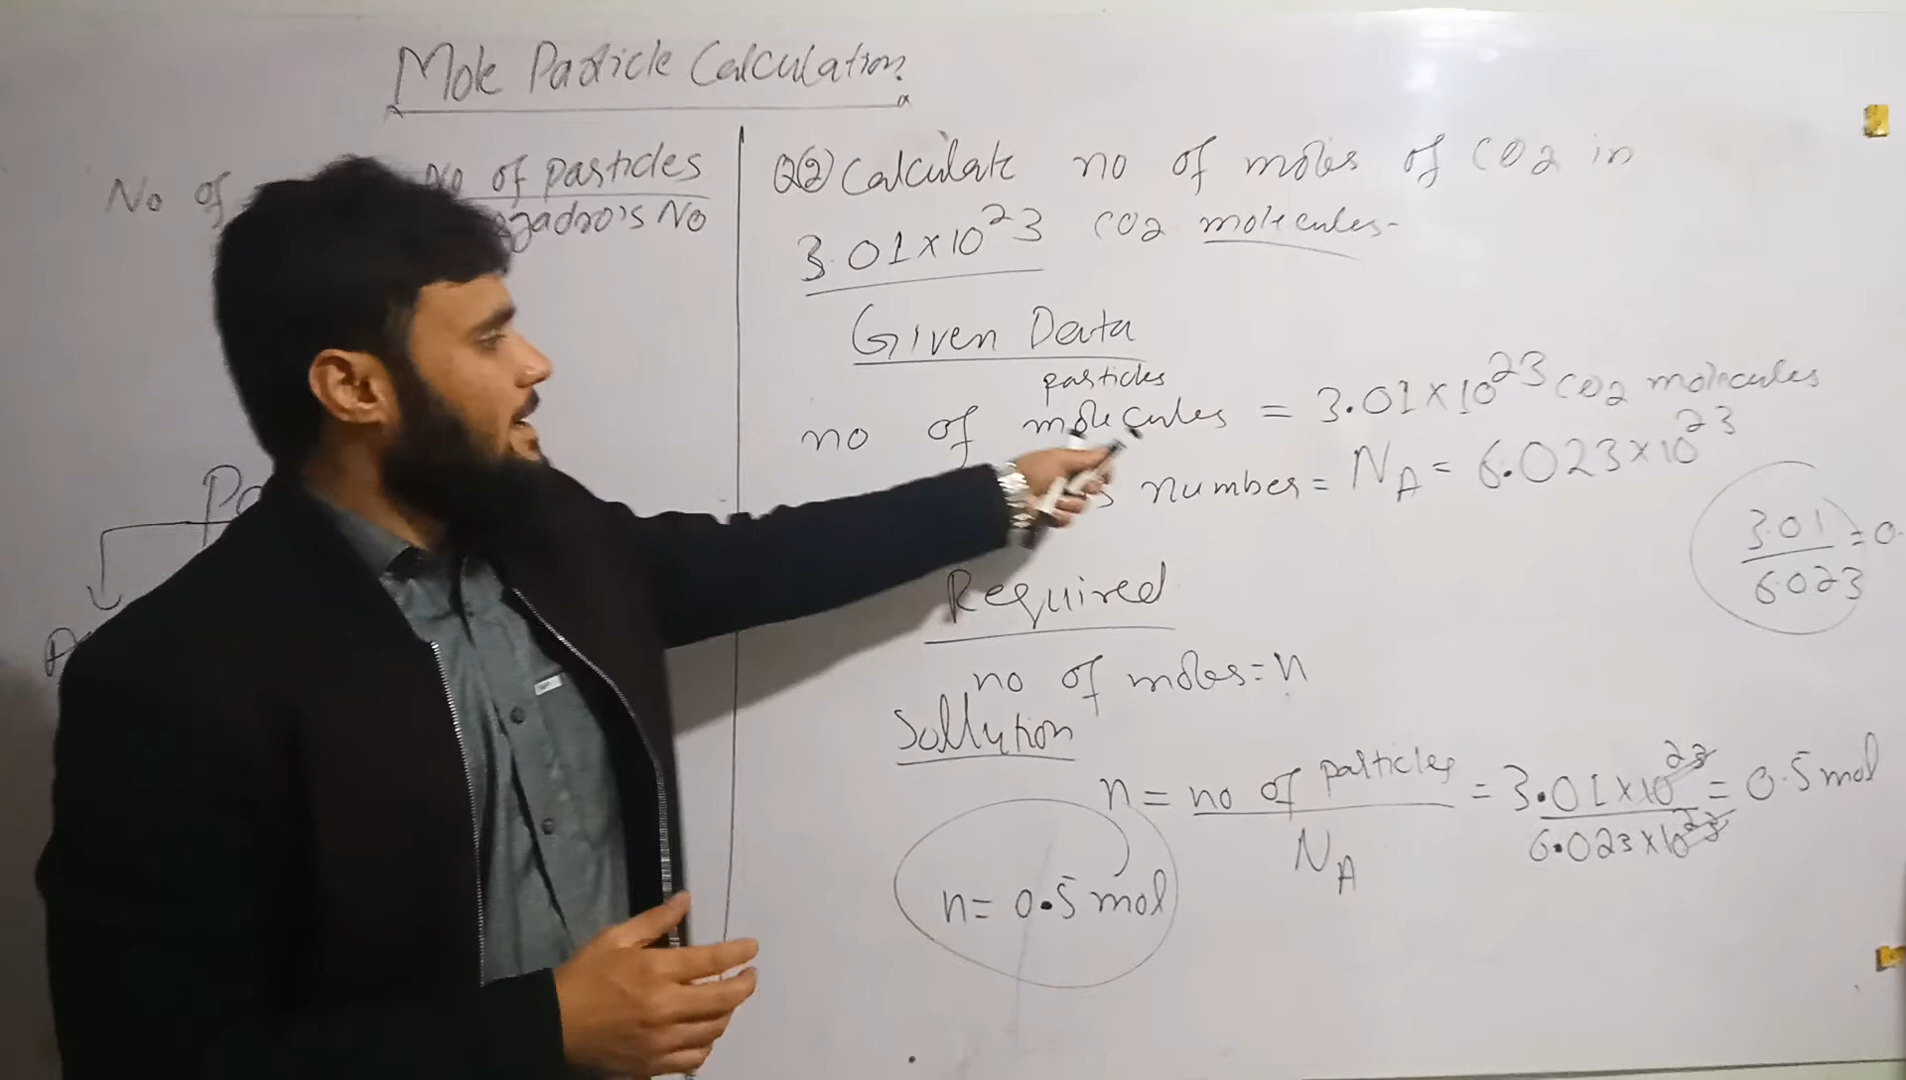 Mole Particle Calculation
No of
No of particles
gadro's No
Q2 Calculate no of moles of CO2 in
3.01×10^23 CO2 molecules-
Given Data
particles
no of molecules = 3.01×10^23 CO2 molecules
s number = N_A = 6.023×10^23
3.01 = 0.
6.023
Required
no of moles = n
Sollution
n = no of particles = 3.01×10^23 = 0.5 mol
N_A 6.023×10^23
n = 0.5 mol